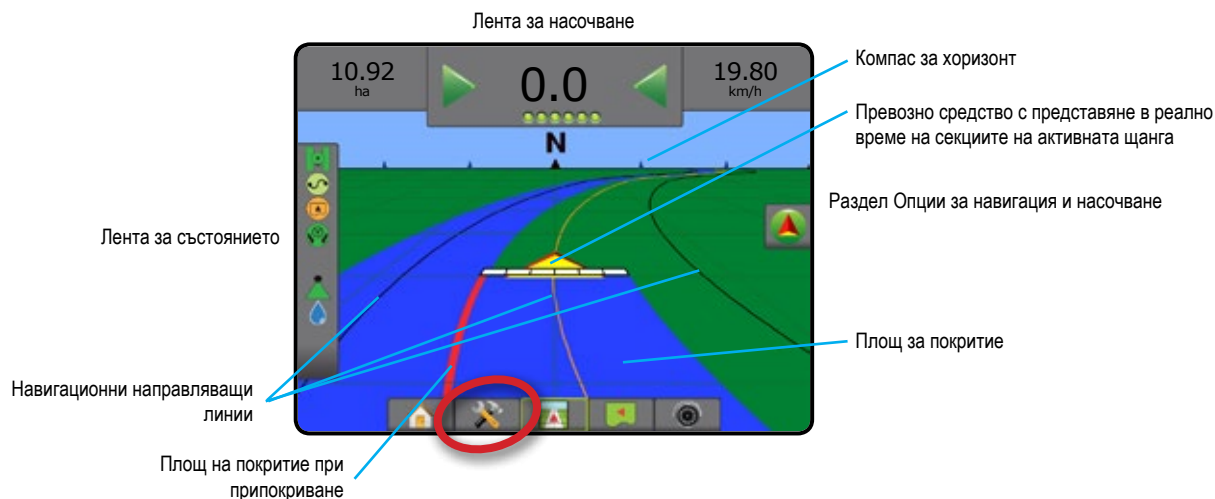 Лента за насочване
10.92
ha
0.0
19.80
km/h
N
Компас за хоризонт
Превозно средство с представяне в реално
време на секциите на активната щанга
Раздел Опции за навигация и насочване
Лента за състоянието
Площ за покритие
Навигационни направляващи
линии
Площ на покритие при
припокриване